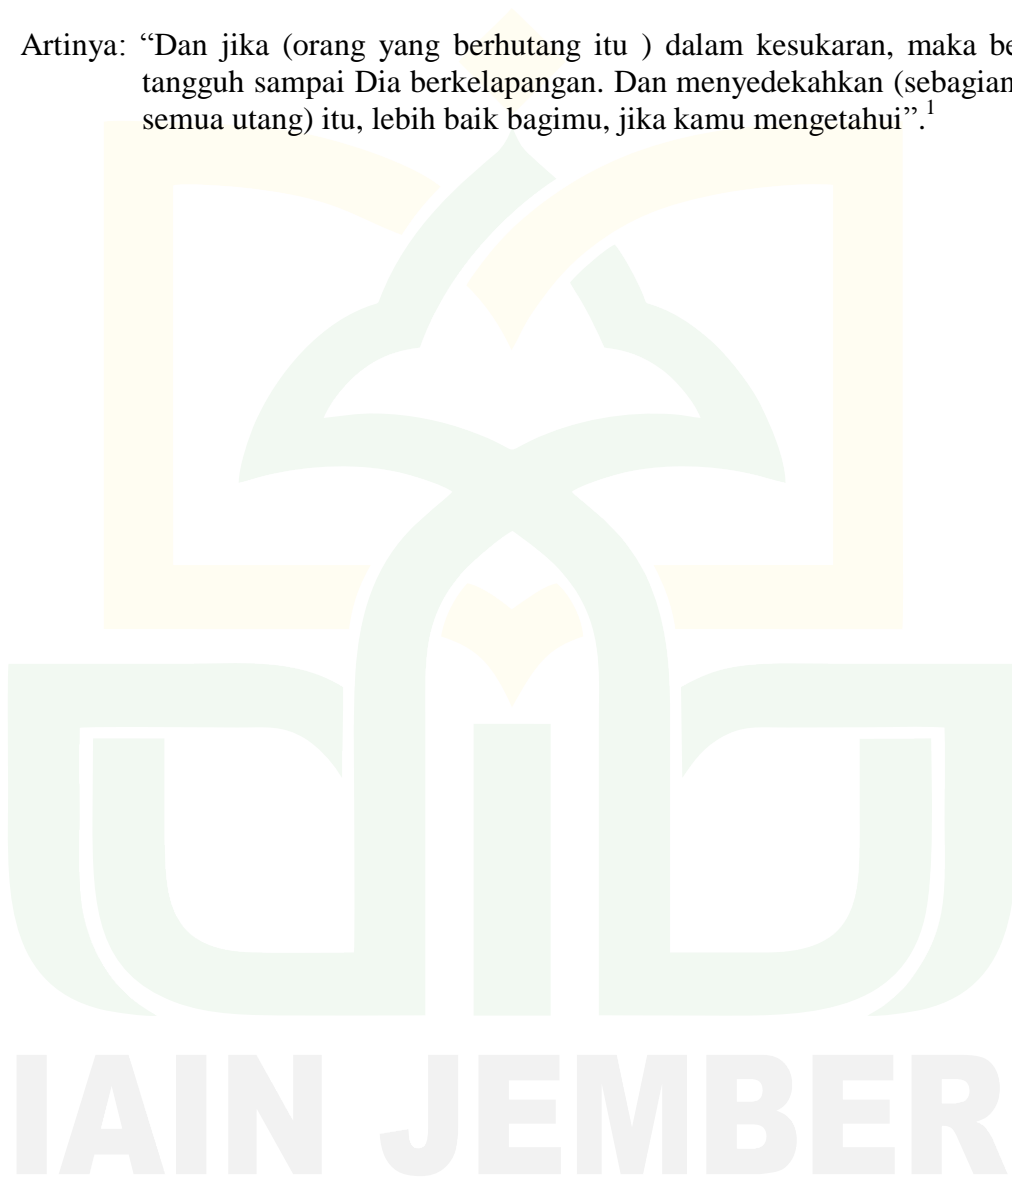 Artinya: “Dan jika (orang yang berhutang itu ) dalam kesukaran, maka be
tangguh sampai Dia berkelapangan. Dan menyedekahkan (sebagian
semua utang) itu, lebih baik bagimu, jika kamu mengetahui”.1
IAIN JEMBER